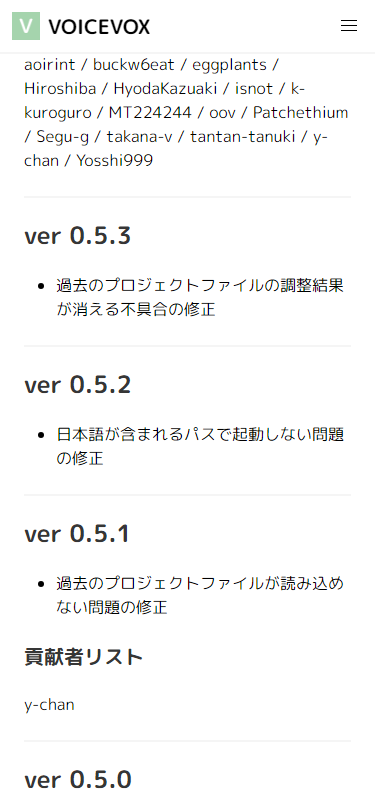 V VOICEVOX
aoirint / buckw6eat / eggplants /
Hiroshiba / HyodaKazuaki / isnot / k-
kuroguro / MT224244 / oov / Patchethium
/ Segu-g / takana-v / tantan-tanuki / y-
chan / Yosshi999
ver 0.5.3
• 過去のプロジェクトファイルの調整結果
が消える不具合の修正
ver 0.5.2
• 日本語が含まれるパスで起動しない問題
の修正
ver 0.5.1
• 過去のプロジェクトファイルが読み込め
ない問題の修正
貢献者リスト
y-chan
ver 0.5.0